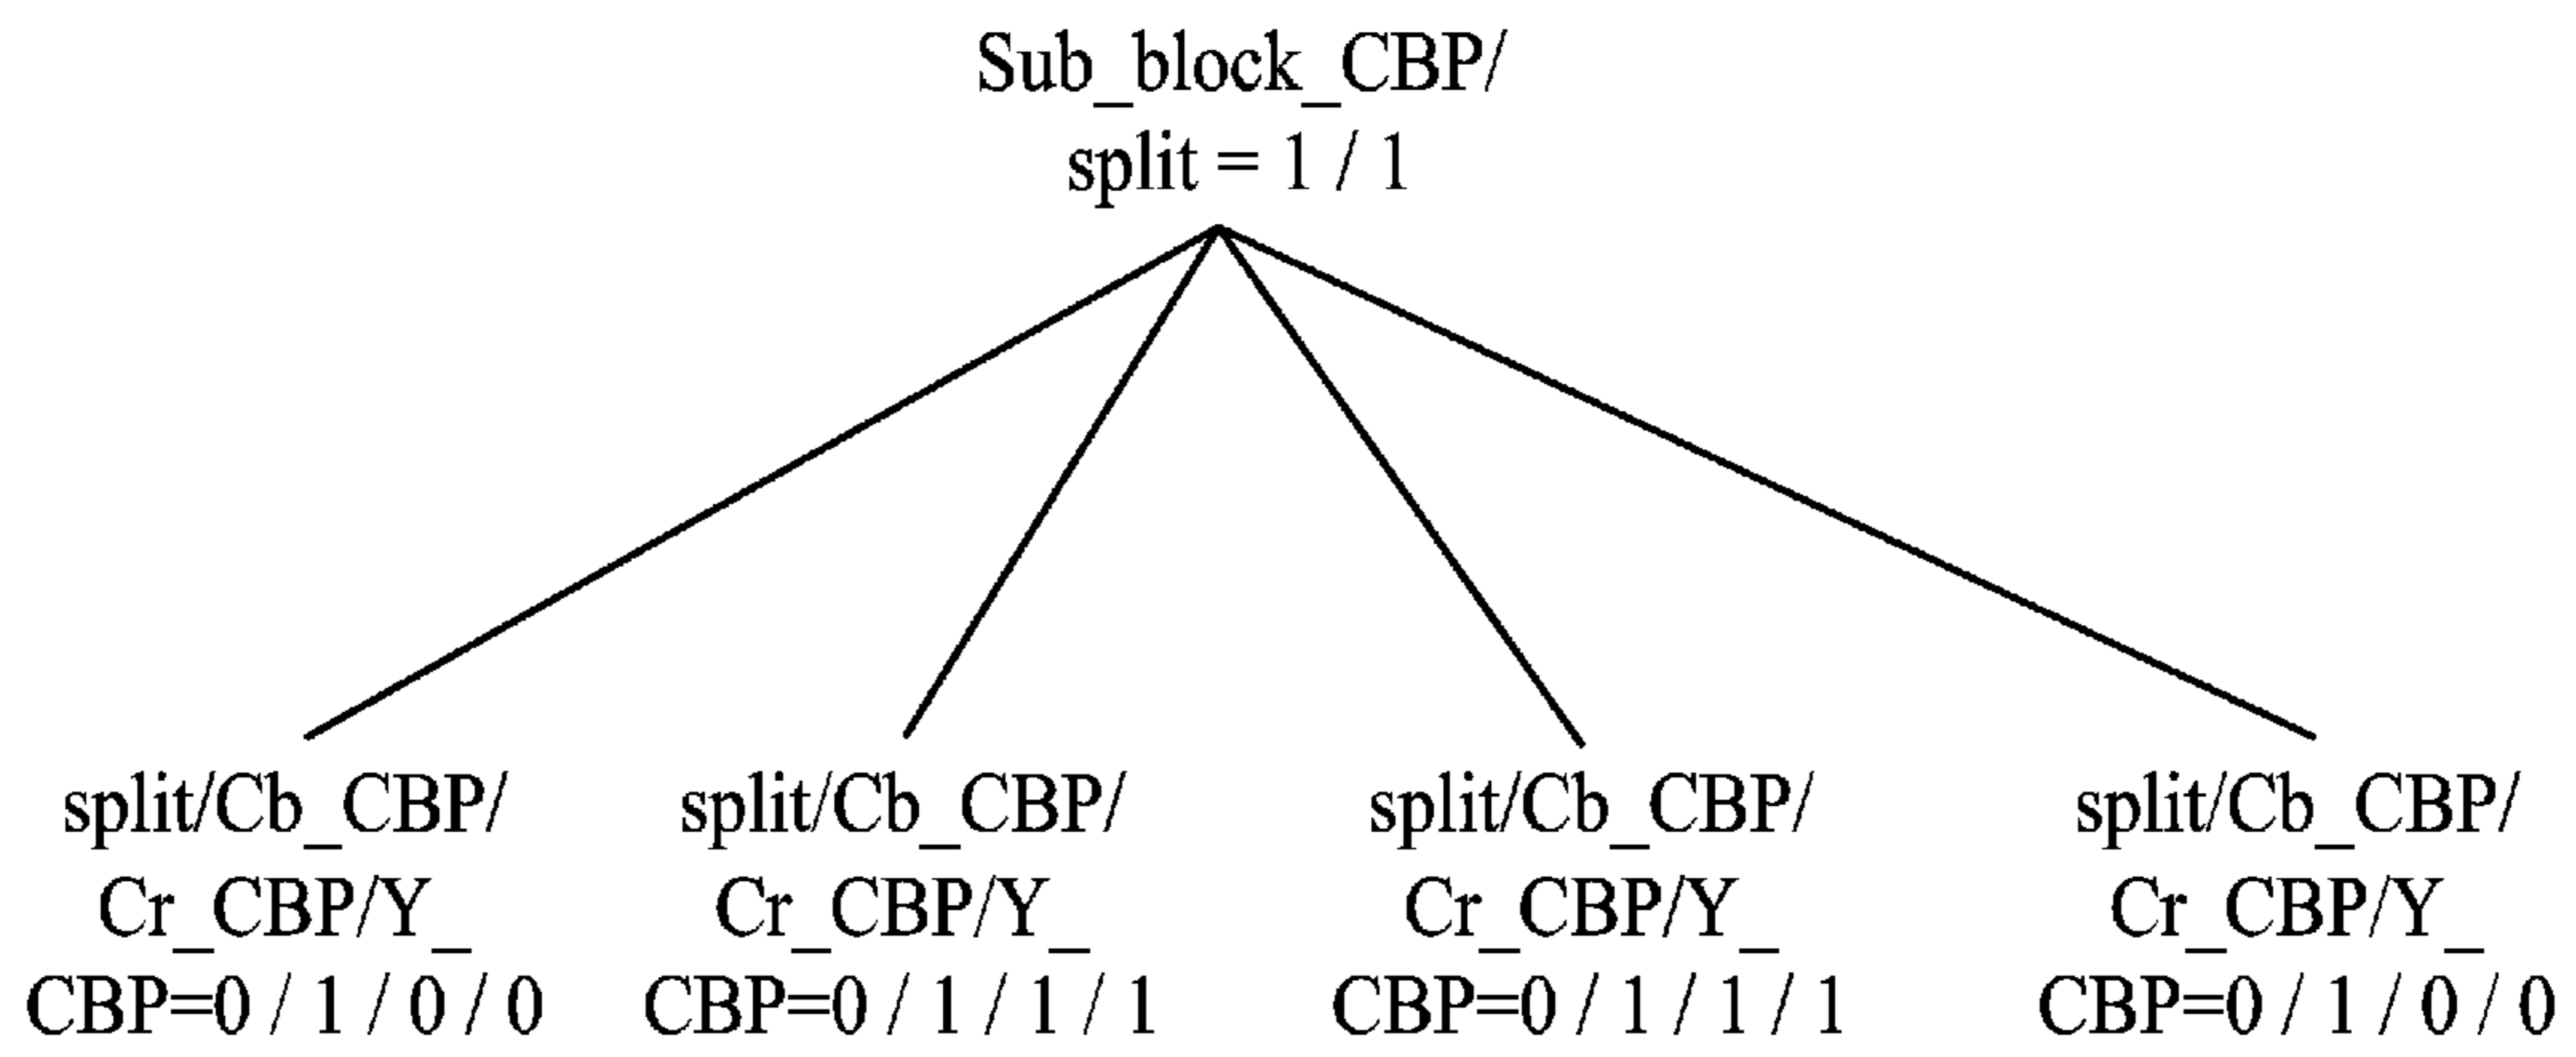 Sub_block_CBP/
split = 1 / 1
split/Cb_CBP/
Cr_CBP/Y_
CBP=0 / 1 / 0 / 0
split/Cb_CBP/
Cr_CBP/Y_
CBP=0 / 1 / 1 / 1
split/Cb_CBP/
Cr_CBP/Y_
CBP=0 / 1 / 1 / 1
split/Cb_CBP/
Cr_CBP/Y_
CBP=0 / 1 / 0 / 0